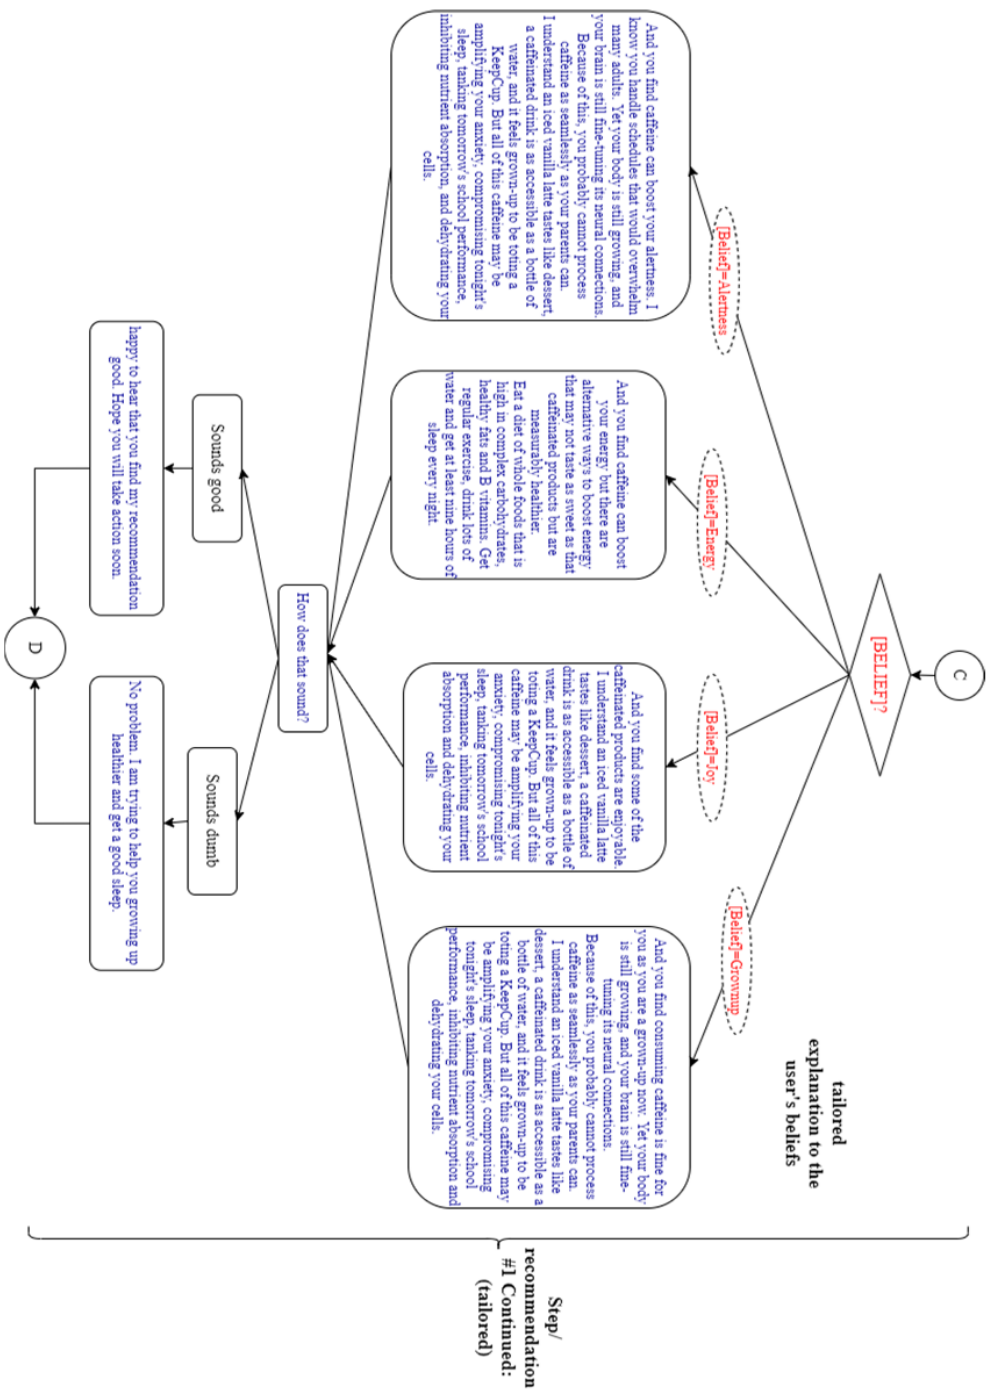 C
[BELIEF]?
[Belief]=Alertness
[Belief]=Energy
[Belief]=Joy
[Belief]=Grownup
tailored
explanation to the
user's beliefs
And you find caffeine can boost your alertness. I
know you handle schedules that would overwhelm
many adults. Yet your body is still growing, and
your brain is still fine-tuning its neural connections.
Because of this, you probably cannot process
caffeine as seamlessly as your parents can.
I understand an iced vanilla latte tastes like dessert,
a caffeinated drink is as accessible as a bottle of
water, and it feels grown-up to be toting a
KeepCup. But all of this caffeine may be
amplifying your anxiety, compromising tonight's
sleep, tanking tomorrow's school performance,
inhibiting nutrient absorption, and dehydrating your
cells.
And you find caffeine can boost
your energy but there are
alternative ways to boost energy
that may not taste as sweet as that
caffeinated products but are
measurably healthier.
Eat a diet of whole foods that is
high in complex carbohydrates,
healthy fats and B vitamins. Get
regular exercise, drink lots of
water and get at least nine hours of
sleep every night.
And you find some of the
caffeinated products are enjoyable.
I understand an iced vanilla latte
tastes like dessert, a caffeinated
drink is as accessible as a bottle of
water, and it feels grown-up to be
toting a KeepCup. But all of this
caffeine may be amplifying your
anxiety, compromising tonight's
sleep, tanking tomorrow's school
performance, inhibiting nutrient
absorption and dehydrating your
cells.
And you find consuming caffeine is fine for
you as you are a grown-up now. Yet your body
is still growing, and your brain is still fine-
tuning its neural connections.
Because of this, you probably cannot process
caffeine as seamlessly as your parents can.
I understand an iced vanilla latte tastes like
dessert, a caffeinated drink is as accessible as a
bottle of water, and it feels grown-up to be
toting a KeepCup. But all of this caffeine may
be amplifying your anxiety, compromising
tonight's sleep, tanking tomorrow's school
performance, inhibiting nutrient absorption and
dehydrating your cells.
How does that sound?
Sounds good
Sounds dumb
happy to hear that you find my recommendation
good. Hope you will take action soon.
No problem. I am trying to help you growing up
healthier and get a good sleep.
D
Step/
recommendation
#1 Continued:
(tailored)